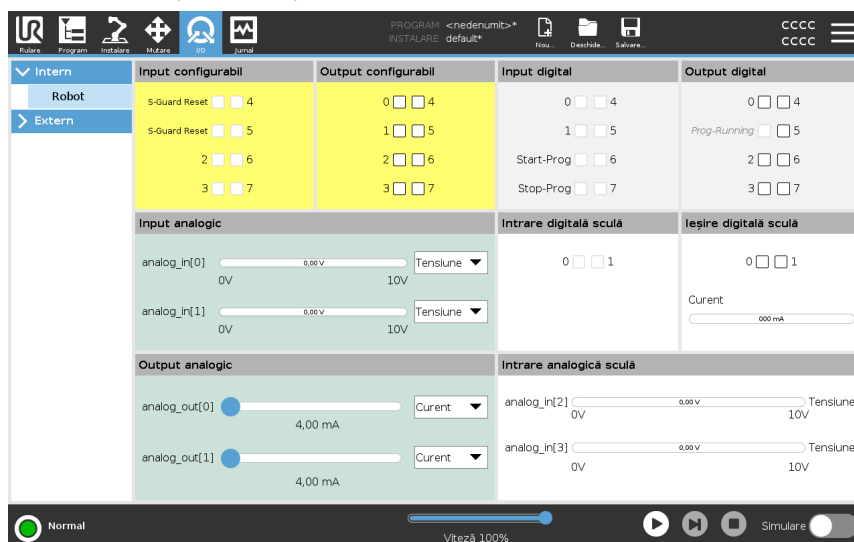 PROGRAM <nedenumit>*
INSTALARE default*
CCCC
CCCC
Rulare Program Instalare Mutare I/O Jurnal Nou... Deschide... Salvare...
Intern
Robot
Extern
Input configurabil
S-Guard Reset 4
S-Guard Reset 5
2 6
3 7
Output configurabil
0 4
1 5
2 6
3 7
Input digital
0 4
1 5
Start-Prog 6
Stop-Prog 7
Output digital
0 4
Prog-Running 5
2 6
3 7
Input analogic
analog_in[0] 0,00 V Tensiune
0V 10V
analog_in[1] 0,00 V Tensiune
0V 10V
Intrare digitală sculă
0 1
Ieșire digitală sculă
0 1
Curent
000 mA
Output analogic
analog_out[0] Curent
4,00 mA
analog_out[1] Curent
4,00 mA
Intrare analogică sculă
analog_in[2] 0,00 V Tensiune
0V 10V
analog_in[3] 0,00 V Tensiune
0V 10V
Normal
Viteză 100%
Simulare